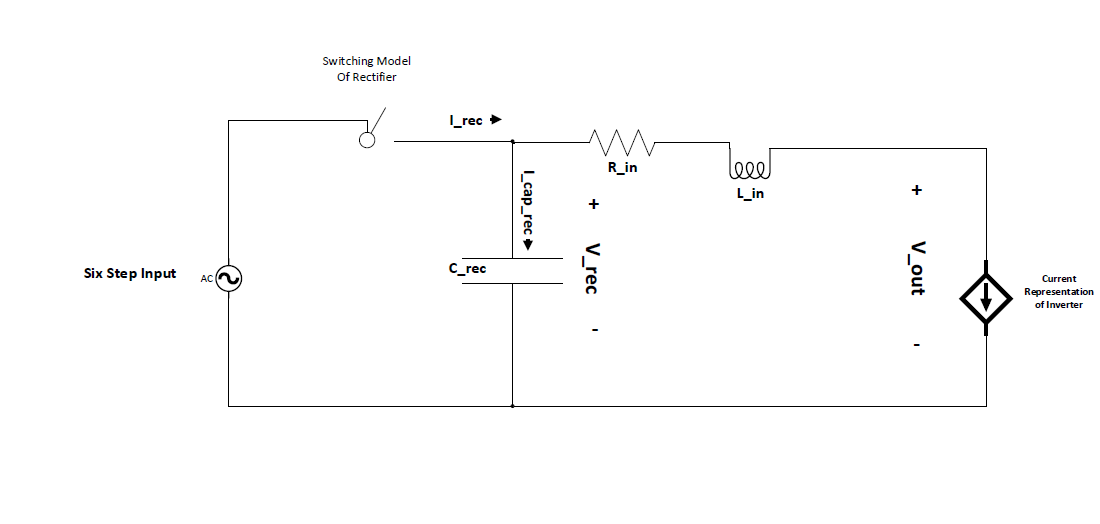 Switching Model
Of Rectifier
I_rec
R_in
L_in
I_cap_rec
+
V_rec
-
+
V_out
-
C_rec
Six Step Input
AC
Current
Representation
of Inverter